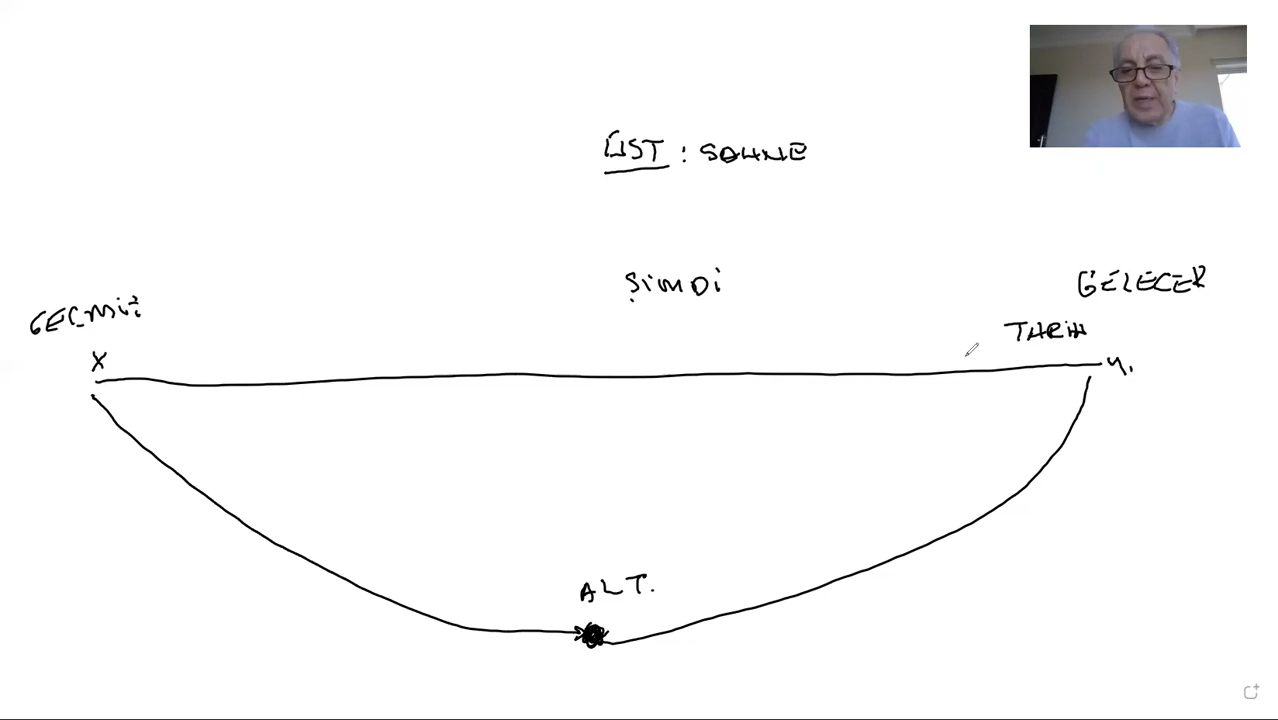 ÜST : SAHNE
ŞİMDİ
GELECEK
GEÇMİŞ
TARİH
X
Y.
ALT.